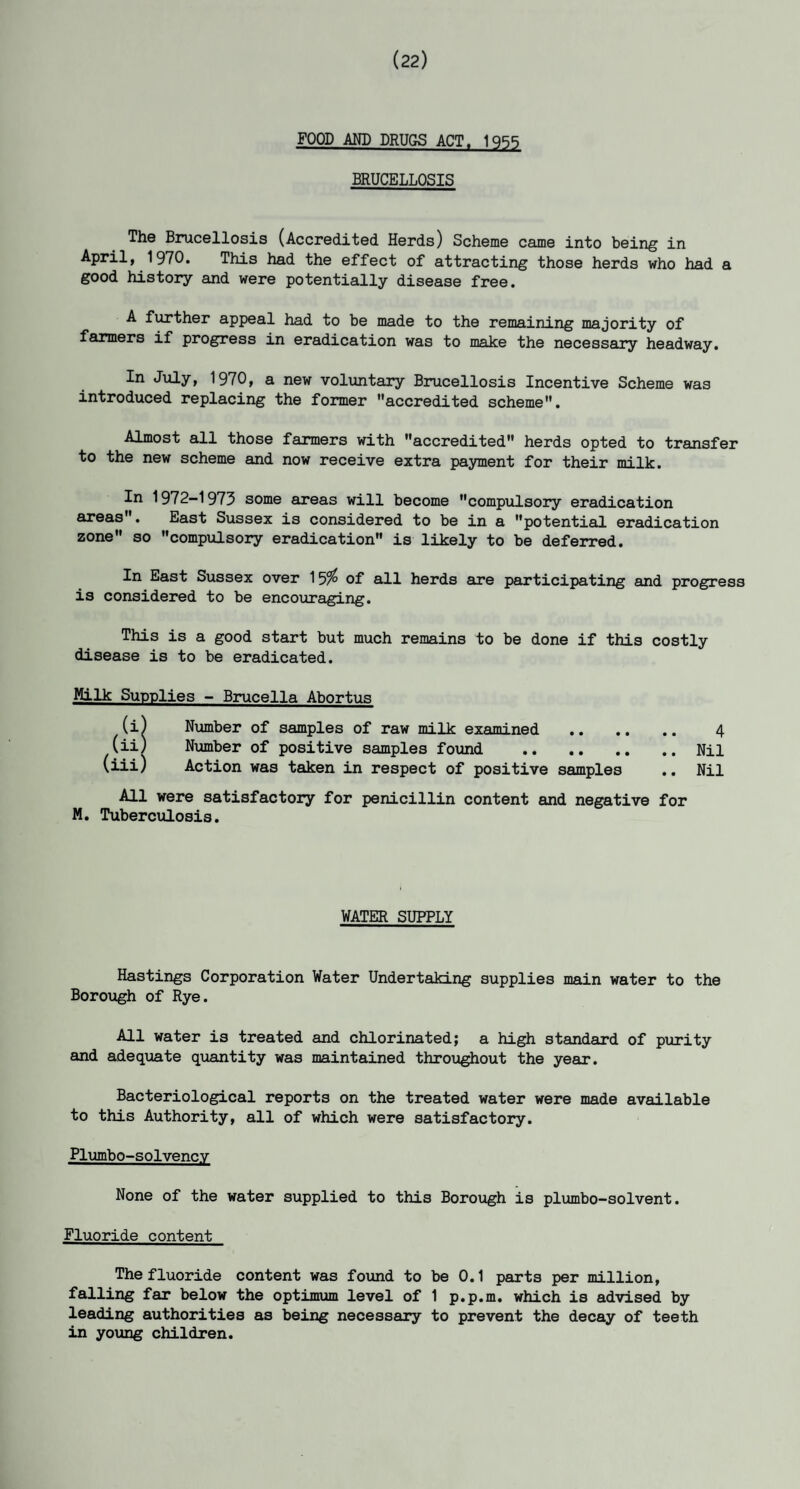 (22)
FOOD AND DRUGS ACT, 1955
BRUCELLOSIS
The Brucellosis (Accredited Herds) Scheme came into being in
April, 1970. This had the effect of attracting those herds who had a
good history and were potentially disease free.
A further appeal had to be made to the remaining majority of
farmers if progress in eradication was to make the necessary headway.
In July, 1970, a new voluntary Brucellosis Incentive Scheme was
introduced replacing the former "accredited scheme".
Almost all those farmers with "accredited" herds opted to transfer
to the new scheme and now receive extra payment for their milk.
In 1972-1973 some areas will become "compulsory eradication
areas". East Sussex is considered to be in a "potential eradication
zone" so "compulsory eradication" is likely to be deferred.
In East Sussex over 15% of all herds are participating and progress
is considered to be encouraging.
This is a good start but much remains to be done if this costly
disease is to be eradicated.
Milk Supplies - Brucella Abortus
(i) Number of samples of raw milk examined .. .. .. 4
(ii) Number of positive samples found .. .. .. .. Nil
(iii) Action was taken in respect of positive samples .. Nil
All were satisfactory for penicillin content and negative for
M. Tuberculosis.
WATER SUPPLY
Hastings Corporation Water Undertaking supplies main water to the
Borough of Rye.
All water is treated and chlorinated; a high standard of purity
and adequate quantity was maintained throughout the year.
Bacteriological reports on the treated water were made available
to this Authority, all of which were satisfactory.
Plumbo-solvency
None of the water supplied to this Borough is plumbo-solvent.
Fluoride content
The fluoride content was found to be 0.1 parts per million,
falling far below the optimum level of 1 p.p.m. which is advised by
leading authorities as being necessary to prevent the decay of teeth
in young children.